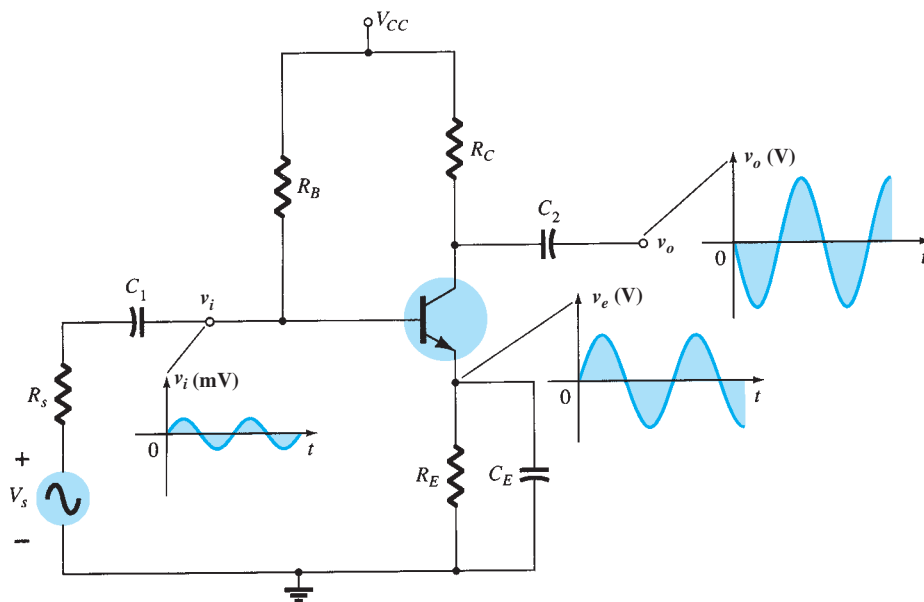 V_CC
R_C
R_B
v_o (V)
C_2
v_o
0
t
C_1
v_i
v_e (V)
0
t
v_i (mV)
R_s
0
t
+
V_s
−
R_E
C_E